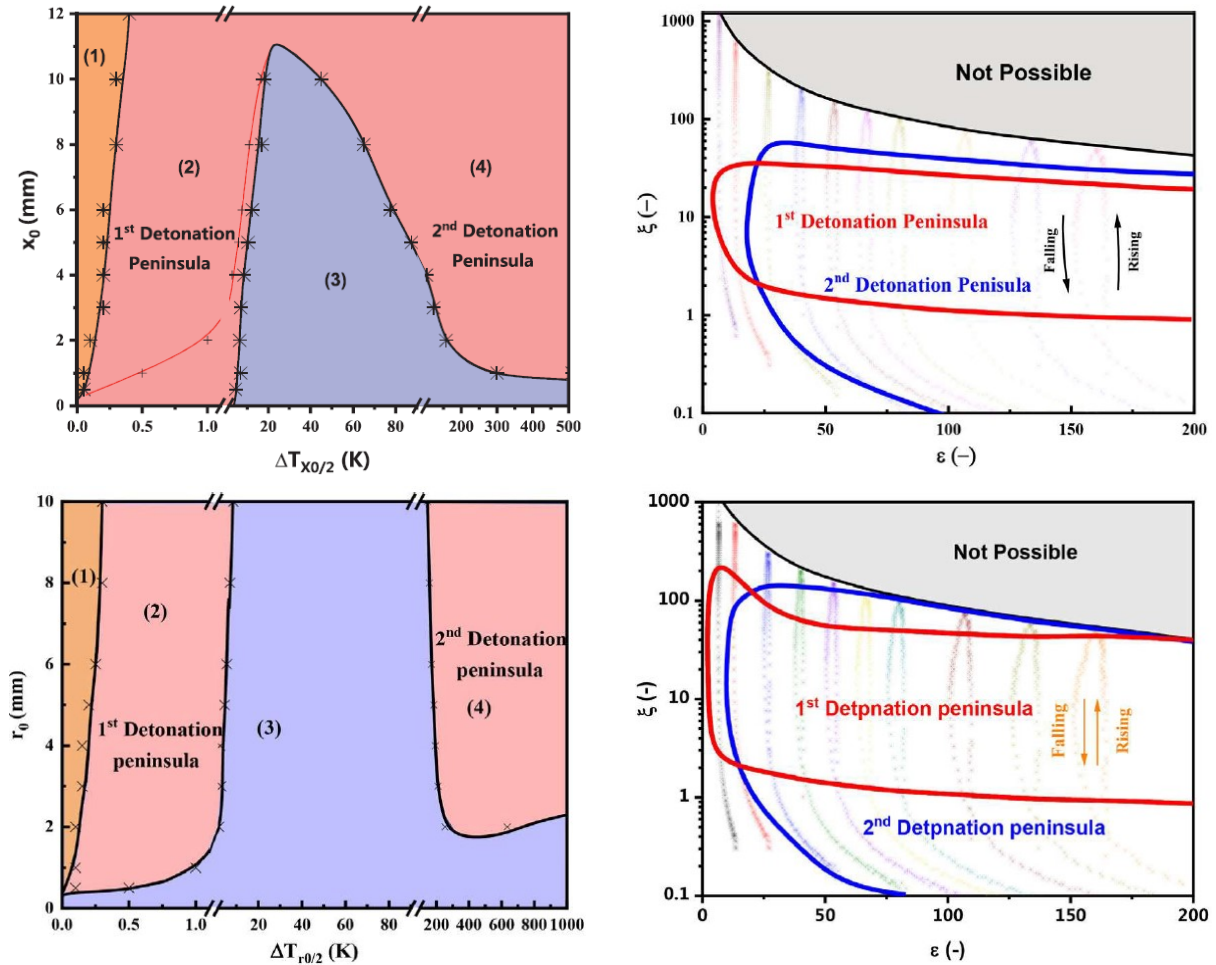 12
10
8
6
4
2
0
x0 (mm)
(1)
(2)
(3)
(4)
1st Detonation
Peninsula
2nd Detonation
Peninsula
0.0
0.5
1.0
20
40
60
80
200
300
400
500
ΔTX0/2 (K)
1000
100
10
1
0.1
ξ (−)
Not Possible
1st Detonation Peninsula
2nd Detonation Penisula
Falling
Rising
0
50
100
150
200
ε (−)
10
8
6
4
2
0
r0 (mm)
(1)
(2)
(3)
(4)
1st Detonation
peninsula
2nd Detonation
peninsula
0.0
0.5
1.0
20
40
60
80
200
400
600
800
1000
ΔTr0/2 (K)
1000
100
10
1
0.1
ξ (-)
Not Possible
1st Detpnation peninsula
2nd Detpnation peninsula
Falling
Rising
0
50
100
150
200
ε (-)